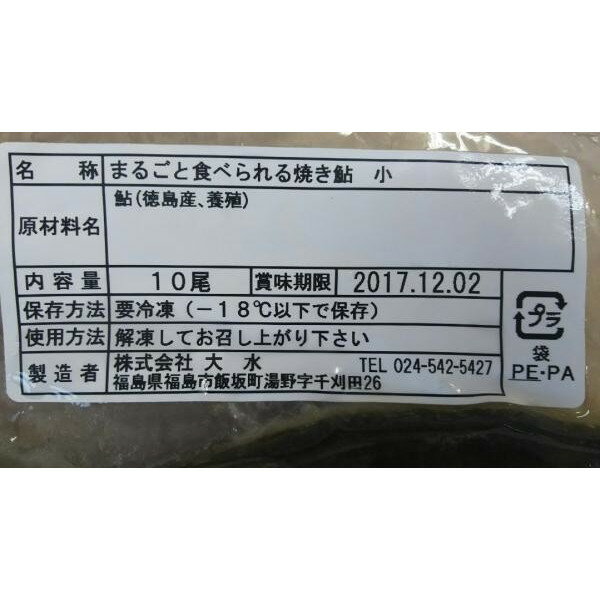 名 称 まるごと食べられる焼き鮎 小
原材料名 鮎(徳島産、養殖)
内容量 10尾 賞味期限 2017.12.02
保存方法 要冷凍(-18℃以下で保存)
使用方法 解凍してお召し上がり下さい
製造者 株式会社 大 水 TEL 024-542-5427
福島県福島市飯坂町湯野字千刈田26
プラ
袋
PE・PA